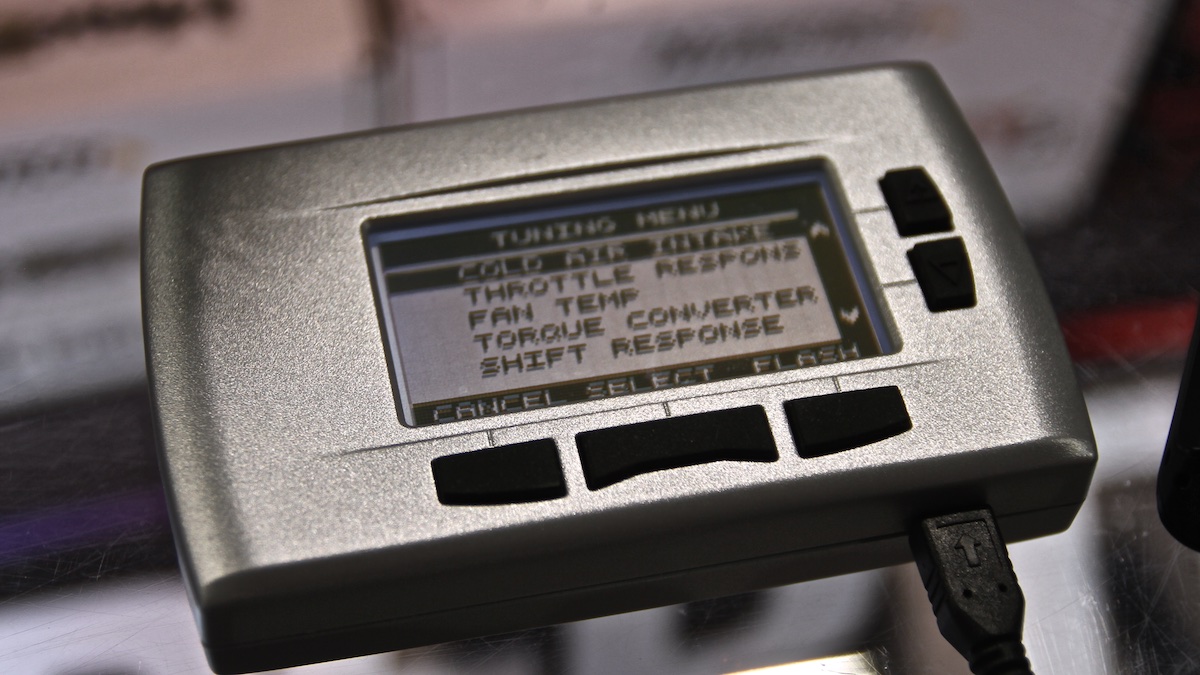 TUNING MENU
COLD AIR INTAKE
THROTTLE RESPONS
FAN TEMP
TORQUE CONVERTER
SHIFT RESPONSE
CANCEL SELECT FLASH